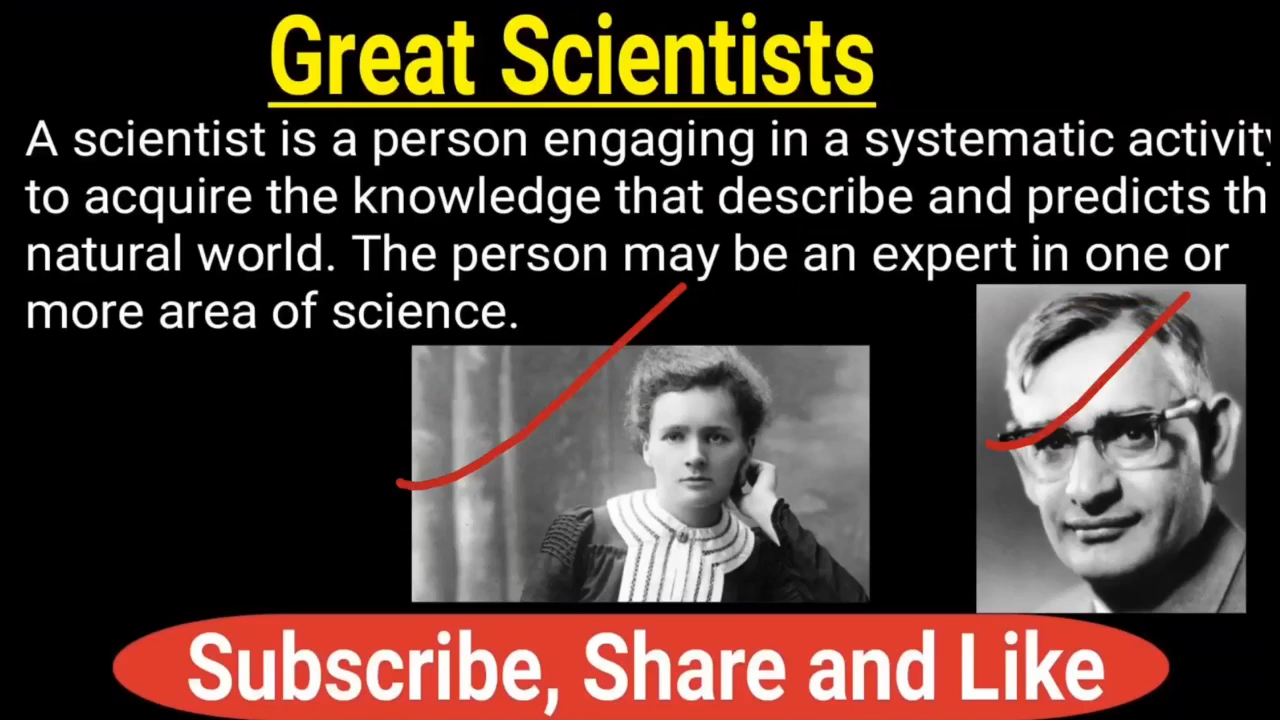 Great Scientists
A scientist is a person engaging in a systematic activity
to acquire the knowledge that describe and predicts th
natural world. The person may be an expert in one or
more area of science.
Subscribe, Share and Like